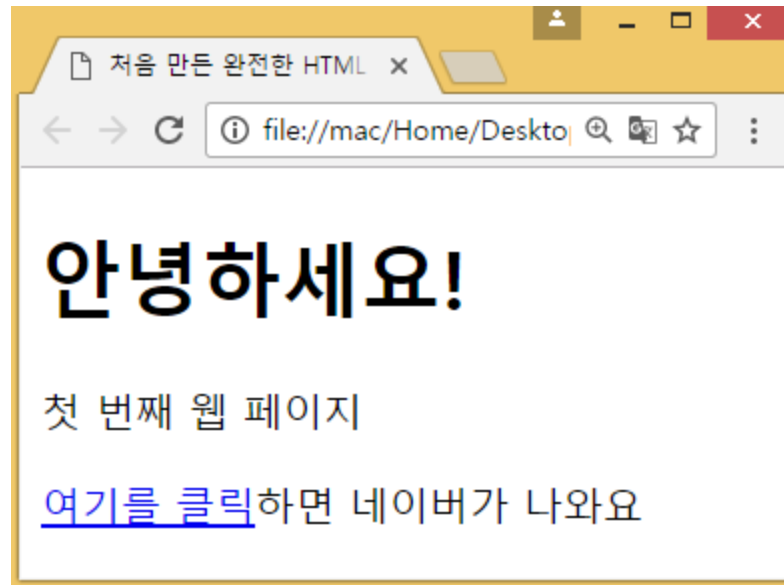 처음 만든 완전한 HTML
file://mac/Home/Deskto
안녕하세요!
첫 번째 웹 페이지
여기를 클릭하면 네이버가 나와요